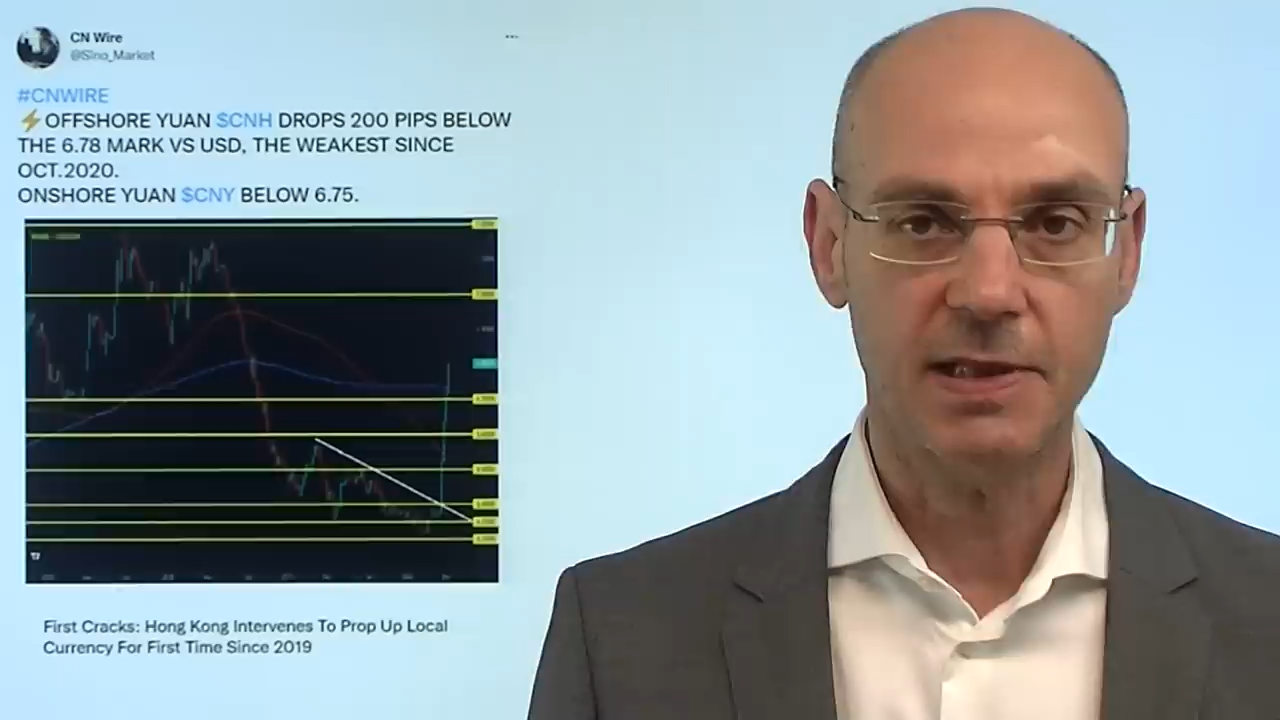 CN Wire
@Sino_Market
#CNWIRE
⚡OFFSHORE YUAN $CNH DROPS 200 PIPS BELOW
THE 6.78 MARK VS USD, THE WEAKEST SINCE
OCT.2020.
ONSHORE YUAN $CNY BELOW 6.75.
First Cracks: Hong Kong Intervenes To Prop Up Local
Currency For First Time Since 2019